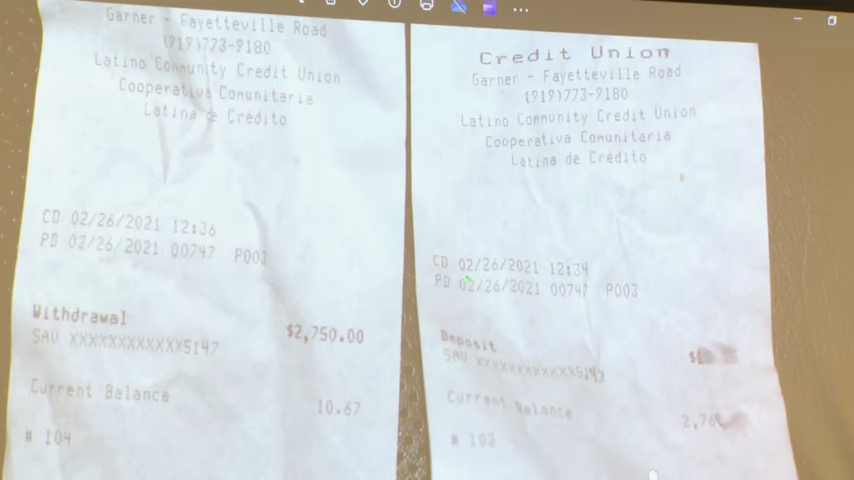 Garner - Fayetteville Road
(919)773-9180
Latino Community Credit Union
Cooperativa Comunitaria
Latina de Crédito
CD 02/26/2021 12:36
PD 02/26/2021 00747 P003
Withdrawal
$2,750.00
SAV XXXXXXXXXXXX5147
Current Balance
10.67
# 104
Credit Union
Garner - Fayetteville Road
(919)773-9180
Latino Community Credit Union
Cooperativa Comunitaria
Latina de Crédito
CD 02/26/2021 12:34
PD 02/26/2021 00747 P003
Deposit
SAV XXXXXXXXXXXX5147
Current Balance
# 102